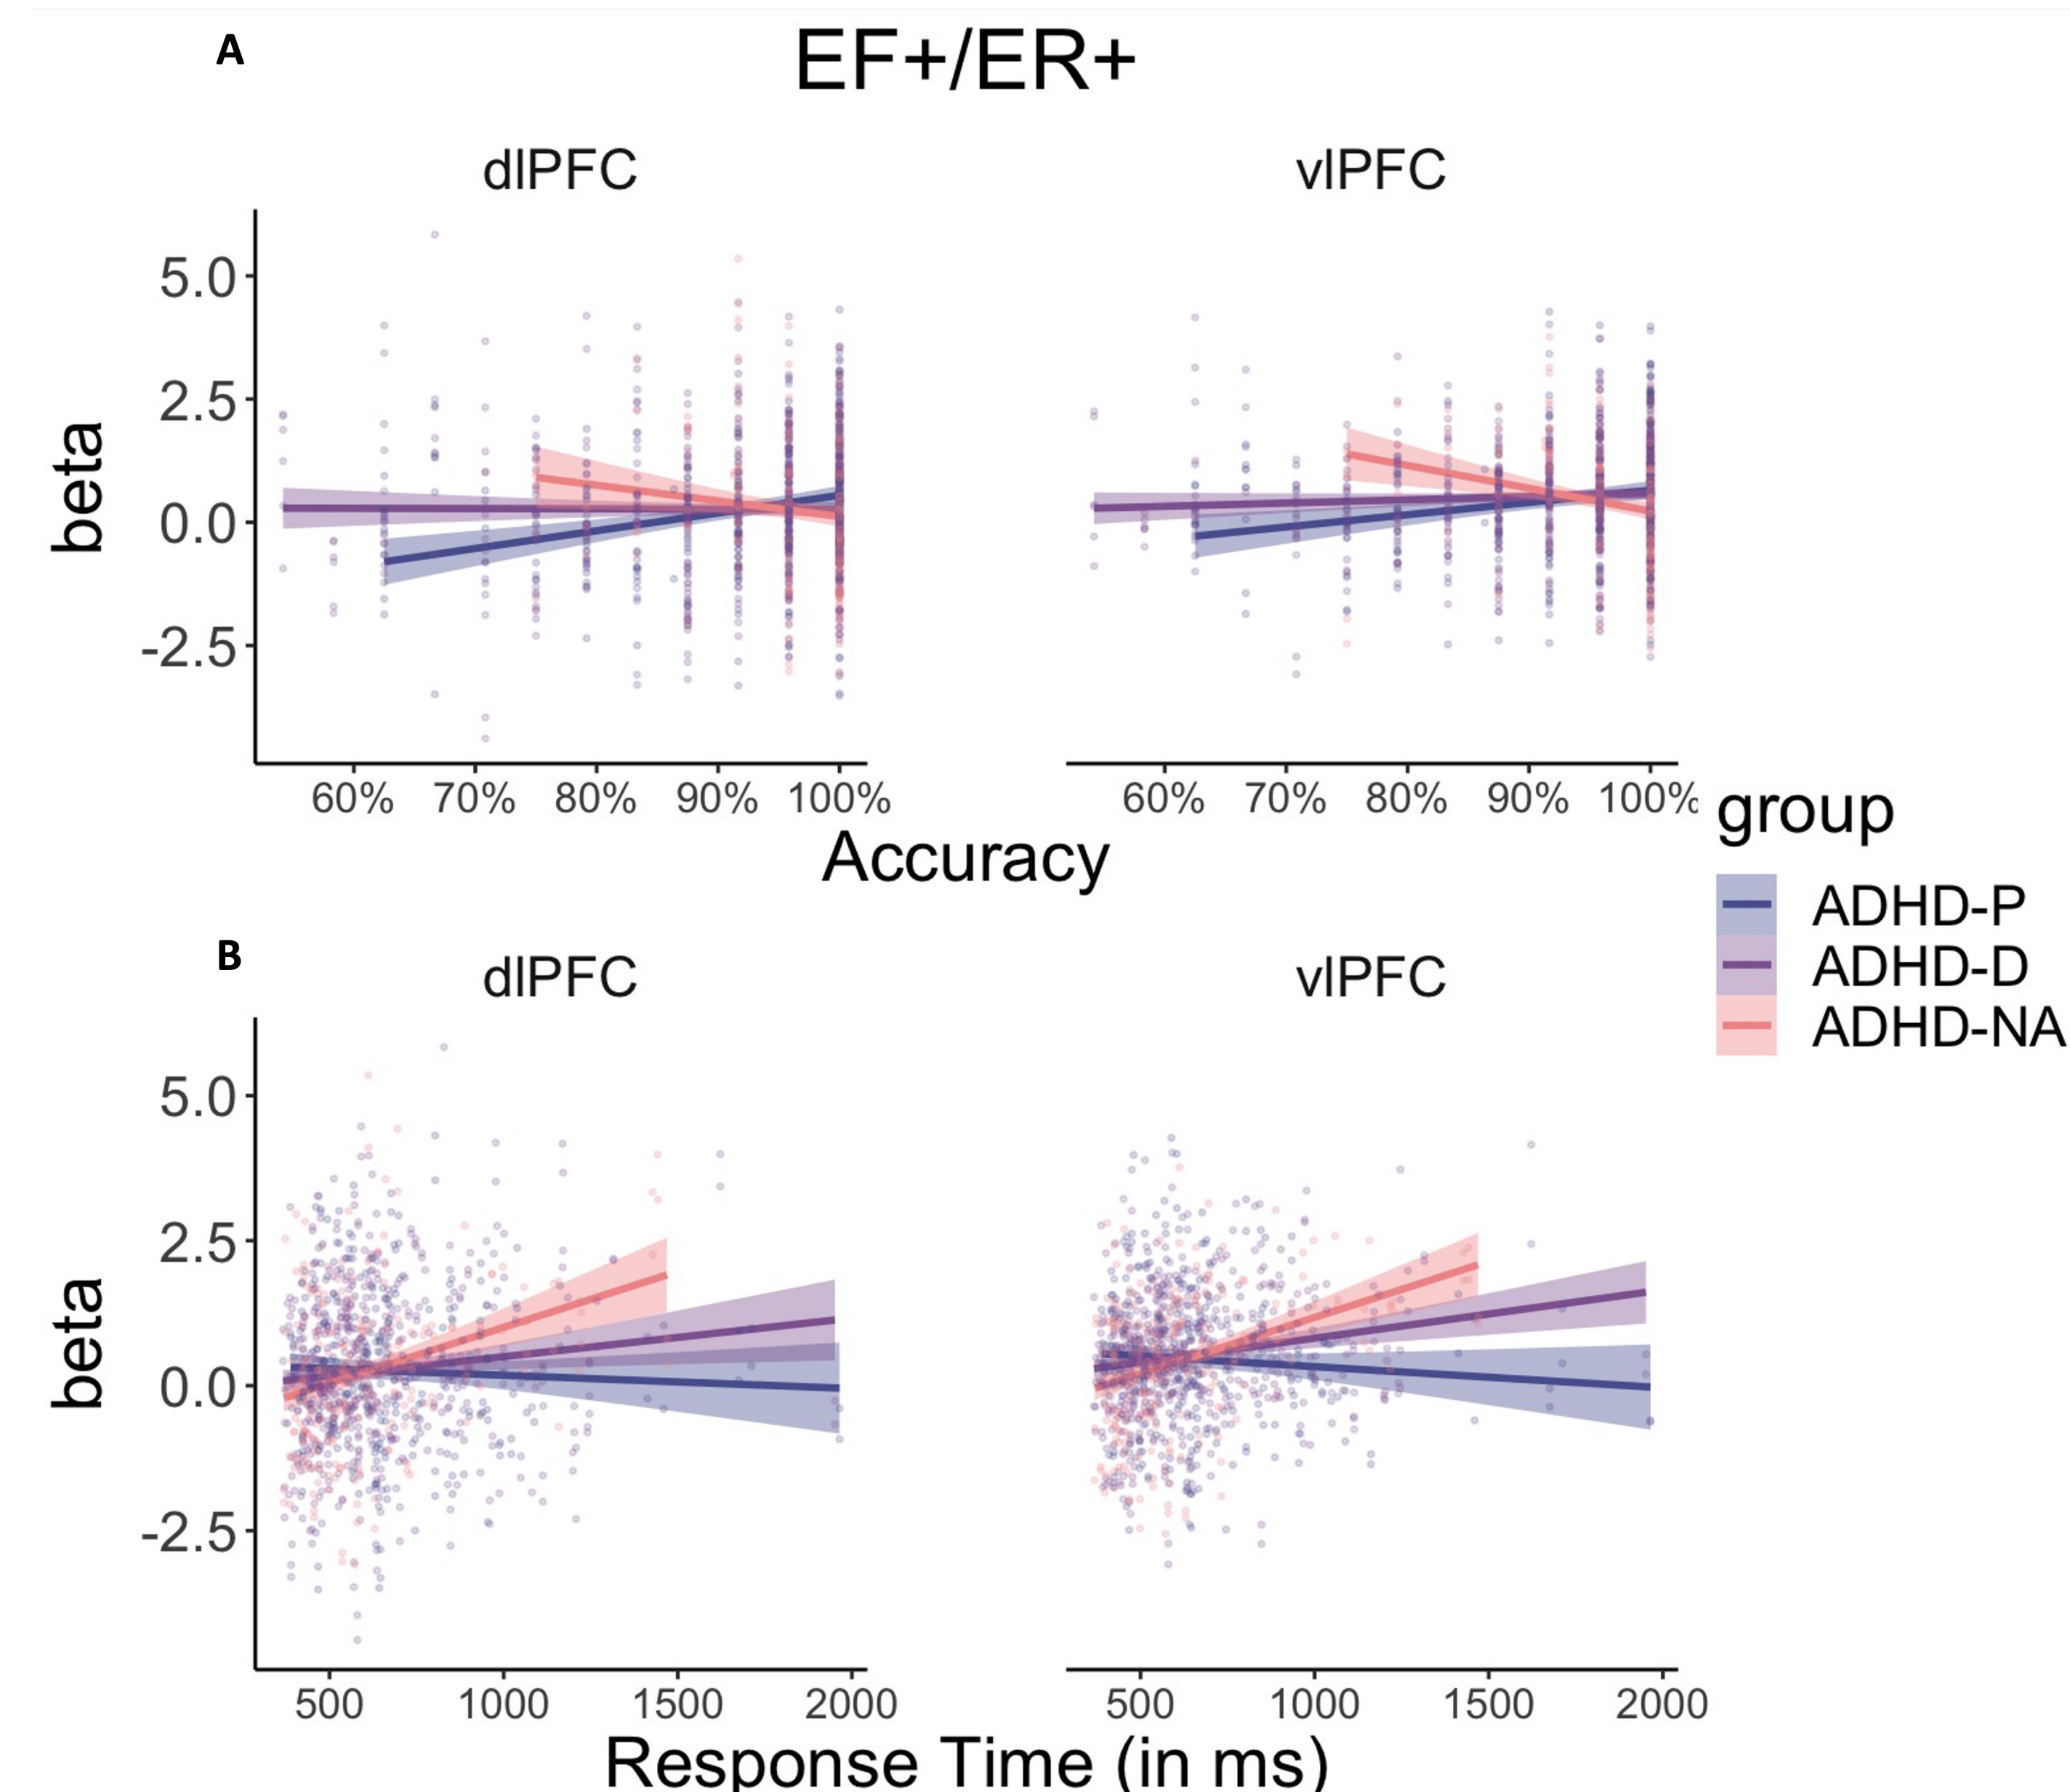 A
EF+/ER+
dlPFC
vlPFC
5.0
2.5
0.0
-2.5
beta
60% 70% 80% 90% 100%
60% 70% 80% 90% 100%
Accuracy
group
ADHD-P
ADHD-D
ADHD-NA
B
dlPFC
vlPFC
5.0
2.5
0.0
-2.5
beta
500 1000 1500 2000
500 1000 1500 2000
Response Time (in ms)